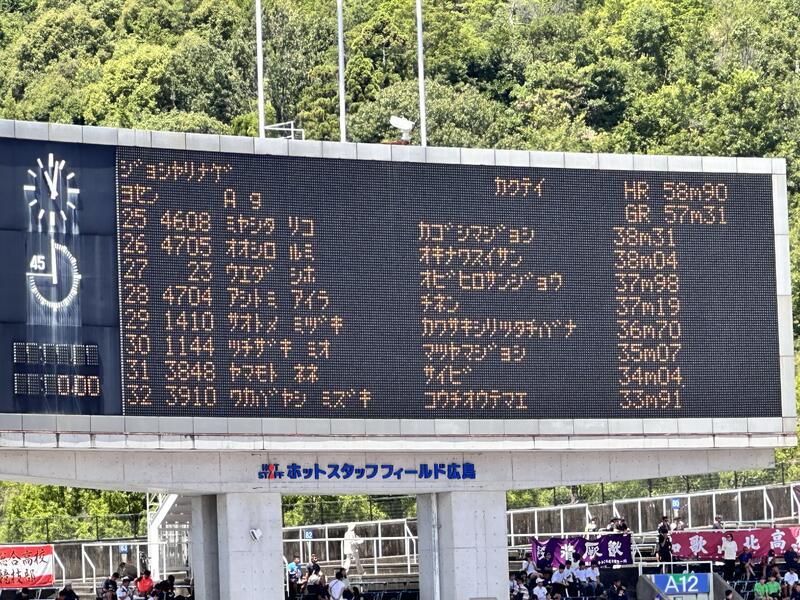 ジョシヤリナゲ
ヨセン A g カクテイ HR 58m90
GR 57m31
25 4608 ミヤシタ リコ カゴシマジョシ 38m31
26 4705 オオシロ ルミ オキナワスイサン 38m04
27 23 ウエダ シホ オビヒロサンジョウ 37m98
28 4704 アシトミ アイラ チネン 37m19
29 1410 サオトメ ミヅキ カワサキシリツタチバナ 36m70
30 1144 ツチザキ ミオ マツヤマジョシ 35m07
31 3848 ヤマモト ネネ サイビ 34m04
32 3910 ワカバヤシ ミズキ コウチオウテマエ 33m91
45
0.00
HOT STAFF ホットスタッフフィールド広島
A12